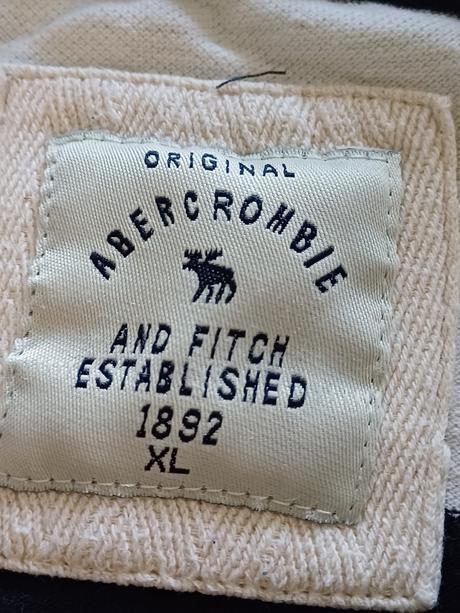 ORIGINAL
ABERCROMBIE
AND FITCH
ESTABLISHED
1892
XL